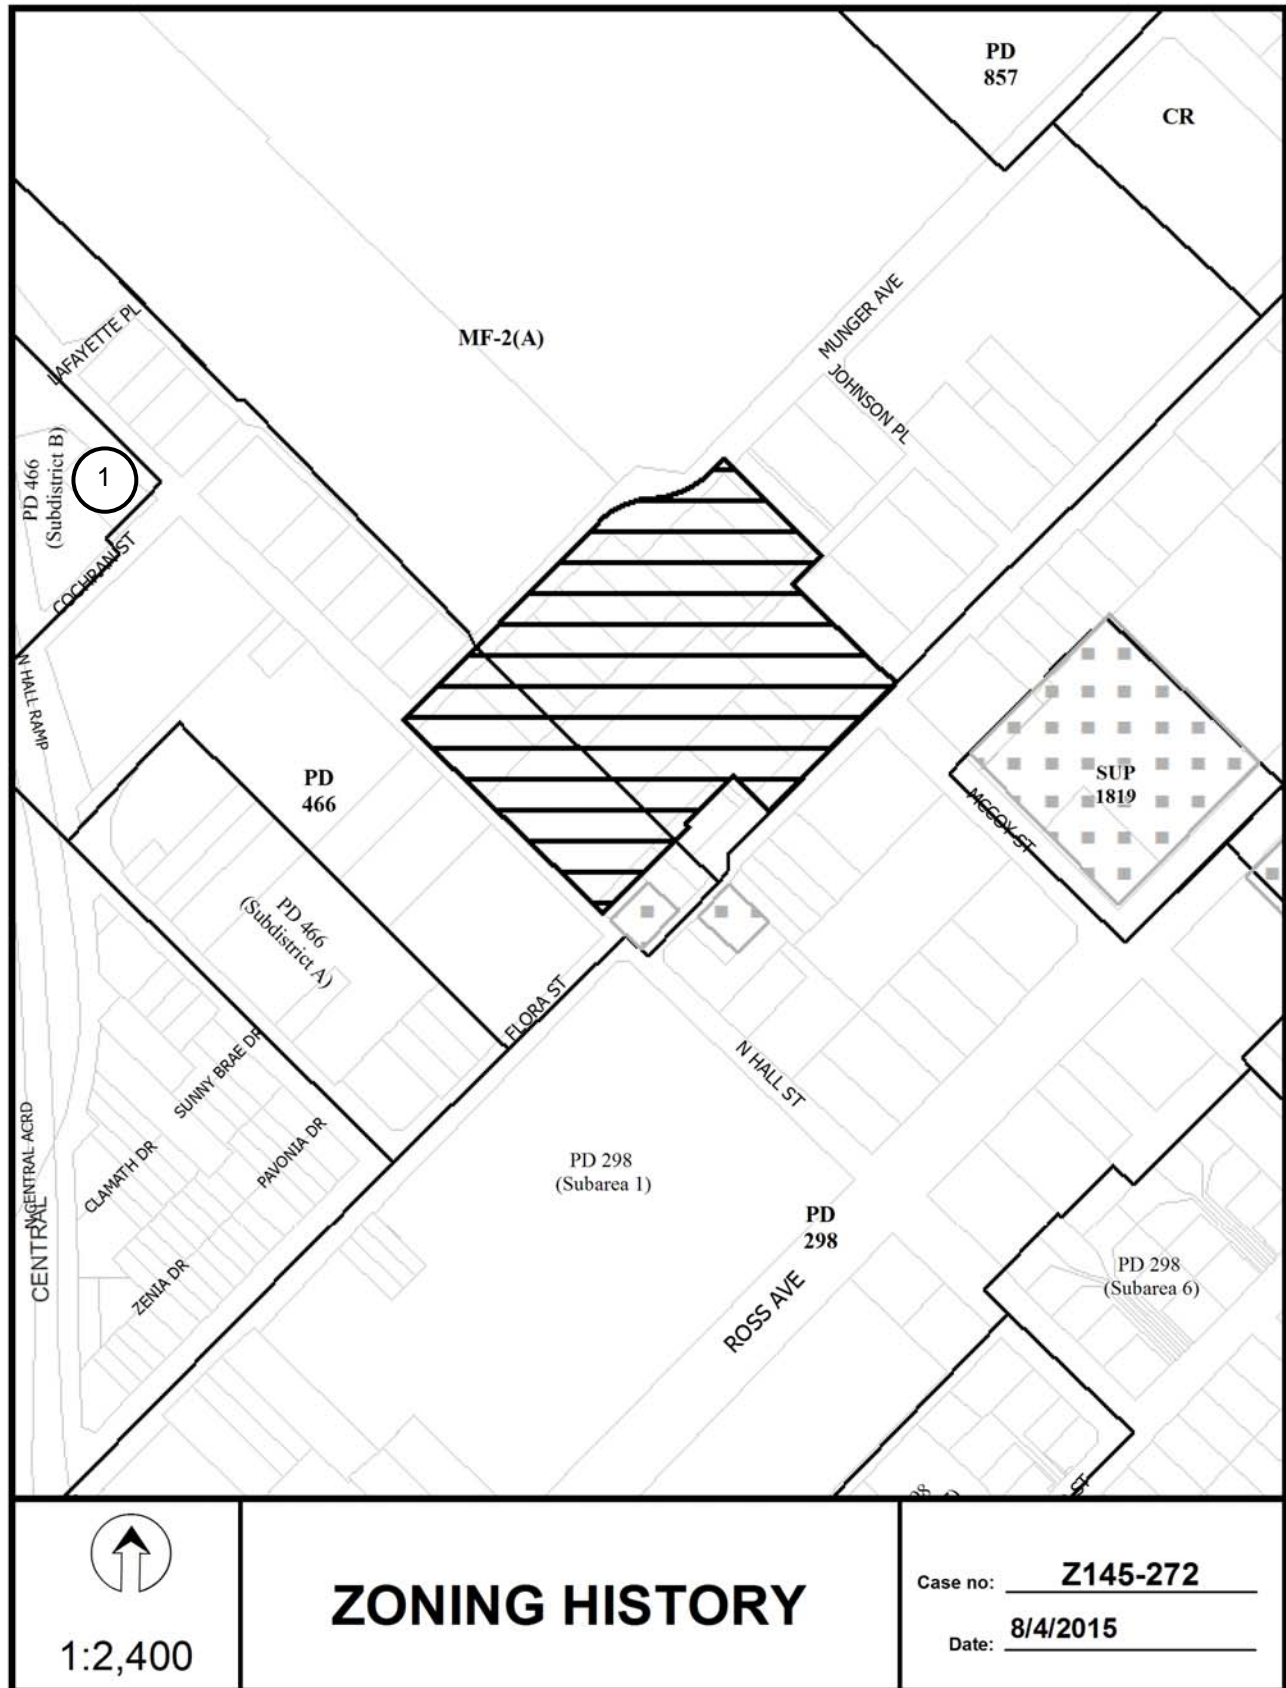 PD
857
CR
MUNGER AVE
LAFAYETTE PL
MF-2(A)
JOHNSON PL
PD 466
(Subdistrict B)
1
COCHRAN ST
N HALL RAMP
PD
466
SUP
1819
MCCOY ST
PD 466
(Subdistrict A)
FLORA ST
SUNNY BRAE DR
N HALL ST
N CENTRAL ACRD
CLAMATH DR
PAVONIA DR
PD 298
(Subarea 1)
PD
298
CENTRAL
ZENIA DR
PD 298
(Subarea 6)
ROSS AVE
ST
1:2,400
ZONING HISTORY
Case no: Z145-272
Date: 8/4/2015